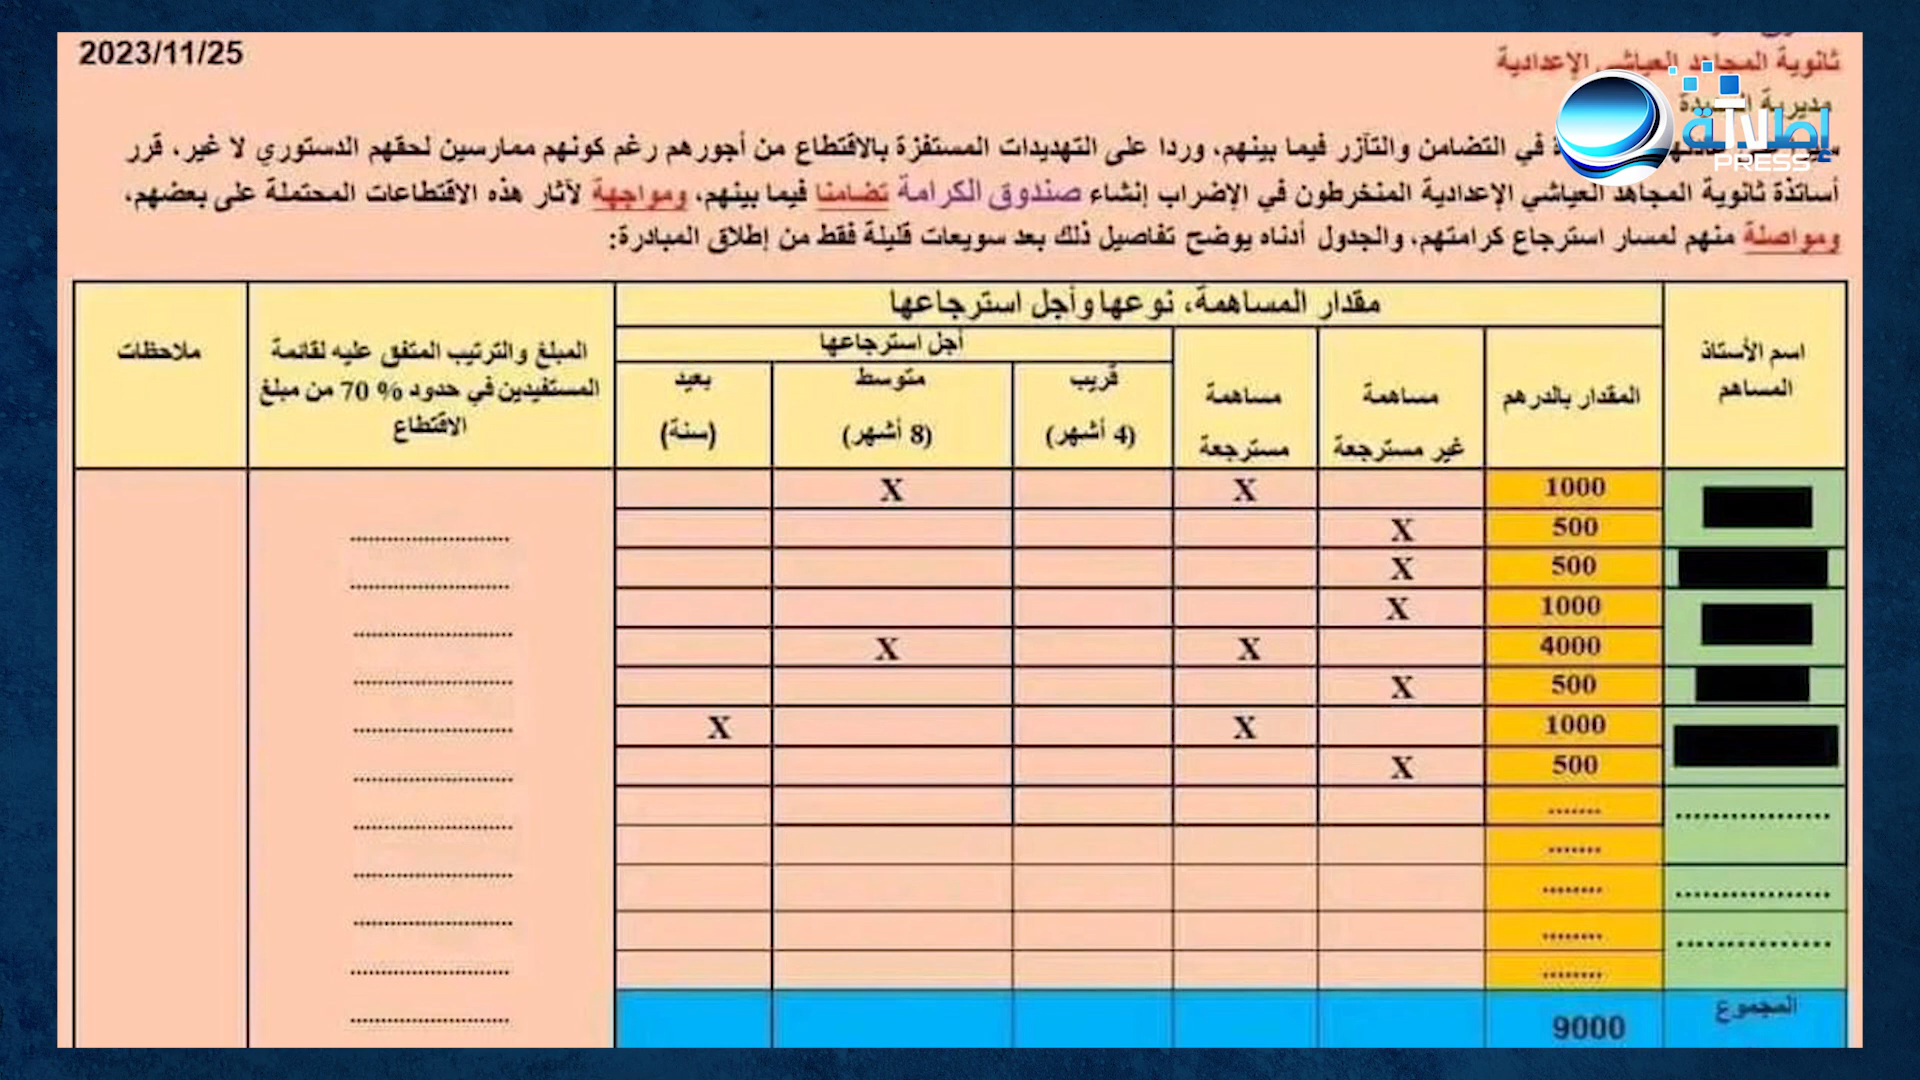 2023/11/25
ثانوية المجاهد العياشي الإعدادية
مديرية
إطلالة
PRESS
في التضامن والتآزر فيما بينهم، وردا على التهديدات المستفزة بالاقتطاع من أجورهم رغم كونهم ممارسين لحقهم الدستوري لا غير، قرر
أساتذة ثانوية المجاهد العياشي الإعدادية المنخرطون في الإضراب إنشاء صندوق الكرامة تضامنا فيما بينهم، ومواجهة لآثار هذه الاقتطاعات المحتملة على بعضهم،
ومواصلة منهم لمسار استرجاع كرامتهم، والجدول أدناه يوضح تفاصيل ذلك بعد سويعات قليلة فقط من إطلاق المبادرة:
اسم الأستاذ
المساهم
مقدار المساهمة، نوعها وأجل استرجاعها
المقدار بالدرهم
مساهمة
غير مسترجعة
مساهمة
مسترجعة
أجل استرجاعها
قريب
(4 أشهر)
متوسط
(8 أشهر)
بعيد
(سنة)
المبلغ والترتيب المتفق عليه لقائمة
المستفيدين في حدود % 70 من مبلغ
الاقتطاع
ملاحظات
1000 X X
500 X
500 X
1000 X
4000 X X
500 X
1000 X X
500 X
المجموع
9000